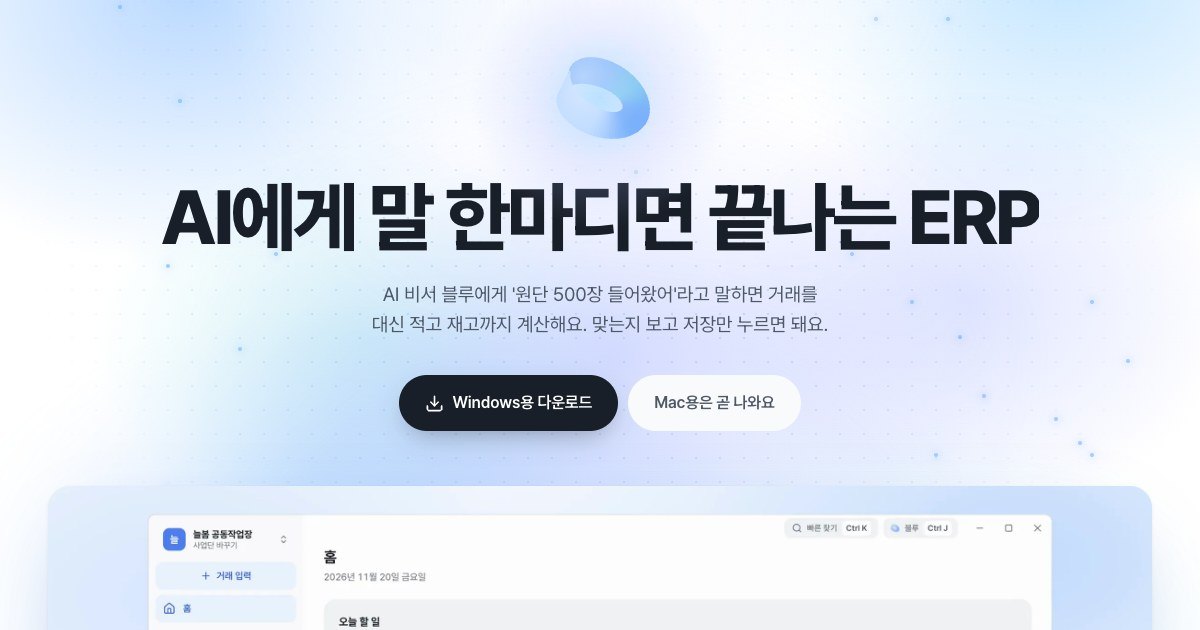 AI에게 말 한마디면 끝나는 ERP
AI 비서 블루에게 '원단 500장 들어왔어'라고 말하면 거래를
대신 적고 재고까지 계산해요. 맞는지 보고 저장만 누르면 돼요.
Windows용 다운로드
Mac용은 곧 나와요
늘
늘봄 공동작업장
사업단 바꾸기
빠른 찾기 Ctrl K
블루 Ctrl J
+ 거래 입력
홈
홈
2026년 11월 20일 금요일
오늘 할 일